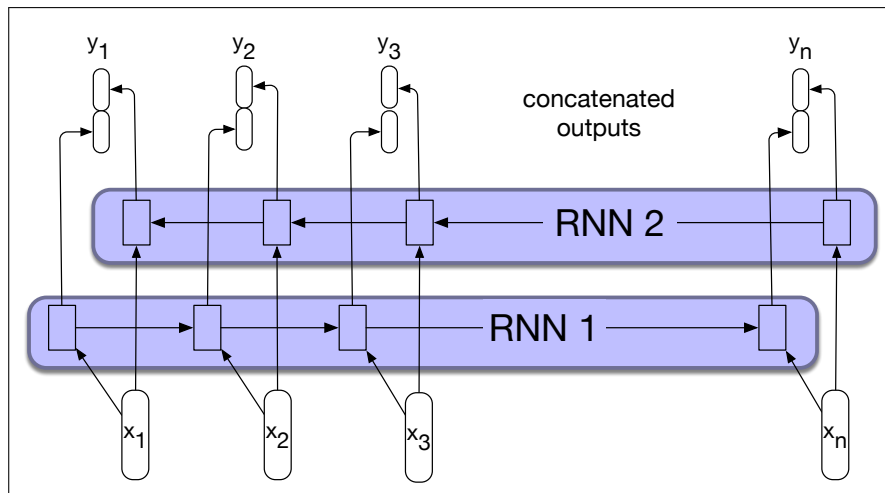 y1 y2 y3 yn
concatenated
outputs
RNN 2
RNN 1
x1 x2 x3 xn